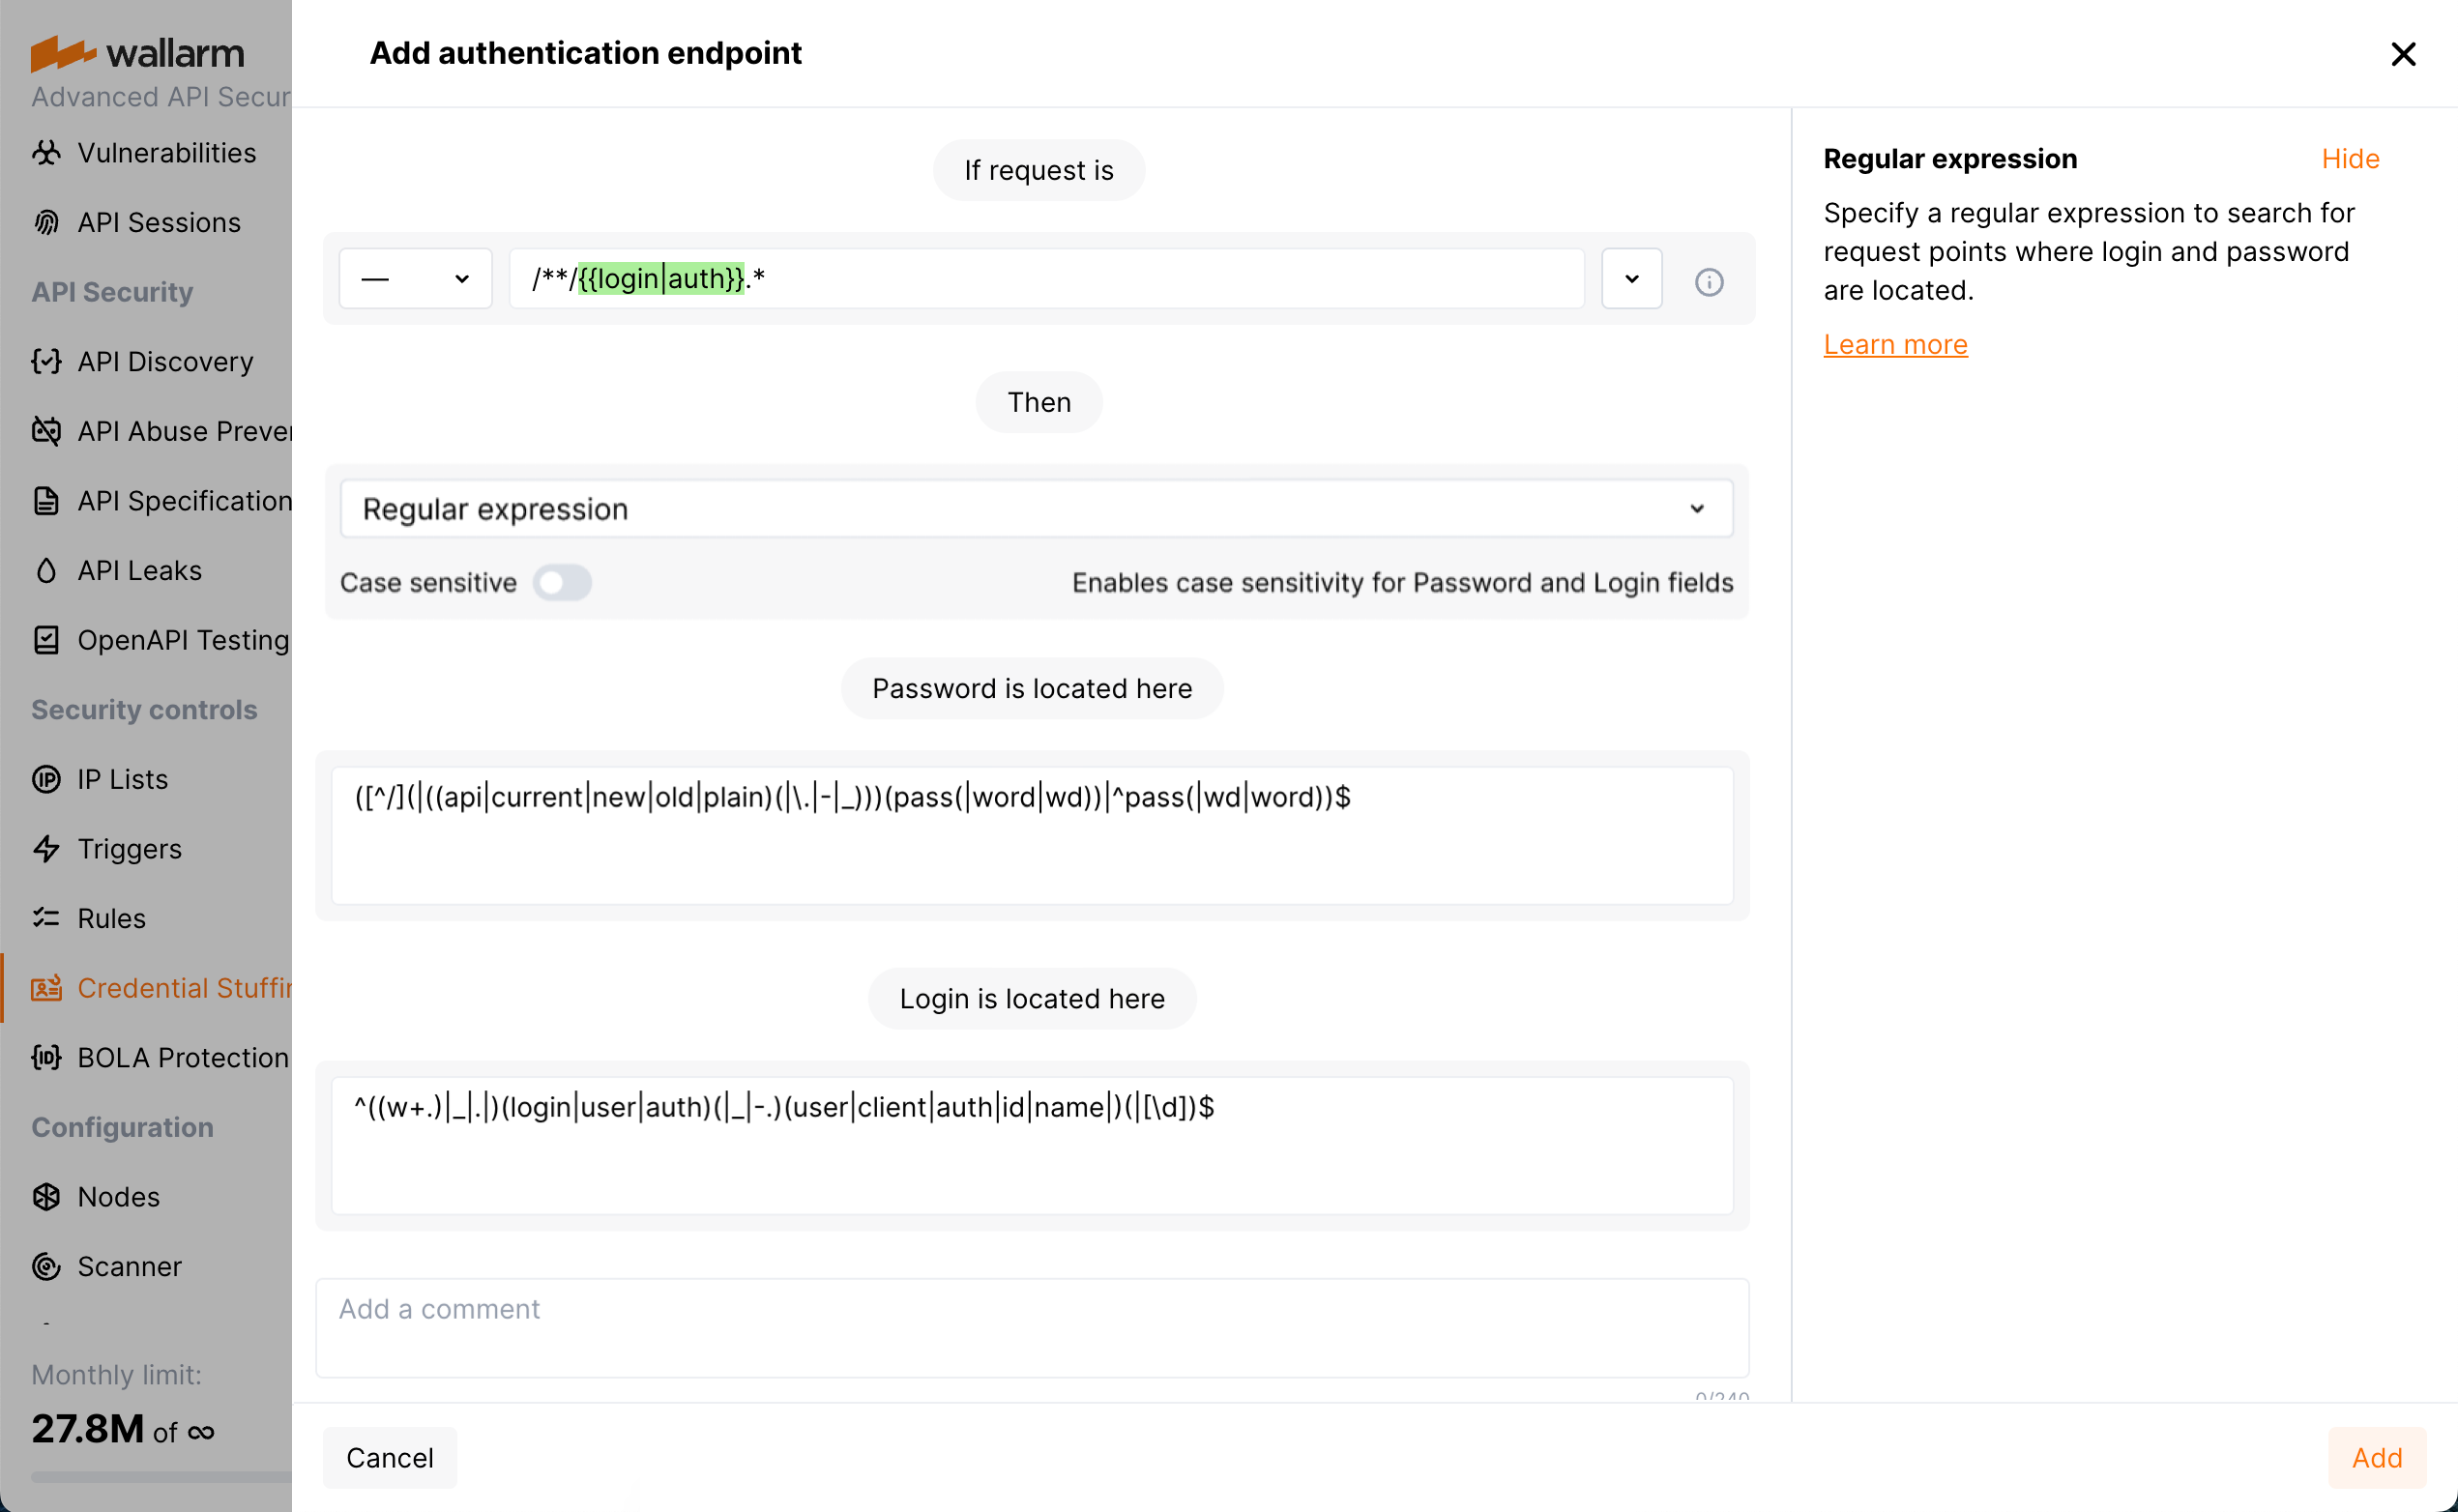 wallarm
Advanced API Secur
Vulnerabilities
API Sessions
API Security
API Discovery
API Abuse Preve
API Specification
API Leaks
OpenAPI Testing
Security controls
IP Lists
Triggers
Rules
Credential Stuffi
BOLA Protection
Configuration
Nodes
Scanner
Monthly limit:
27.8M of ∞
Add authentication endpoint
If request is
—
/**/{{login|auth}}.*
Then
Regular expression
Case sensitive
Enables case sensitivity for Password and Login fields
Password is located here
([^/](|((api|current|new|old|plain)(|\.|-|_)))(pass(|word|wd))|^pass(|wd|word))$
Login is located here
^((w+.)|_|.|)(login|user|auth)(|_|-.)(user|client|auth|id|name|)(|[\d])$
Add a comment
0/240
Cancel
Add
Regular expression
Hide
Specify a regular expression to search for
request points where login and password
are located.
Learn more